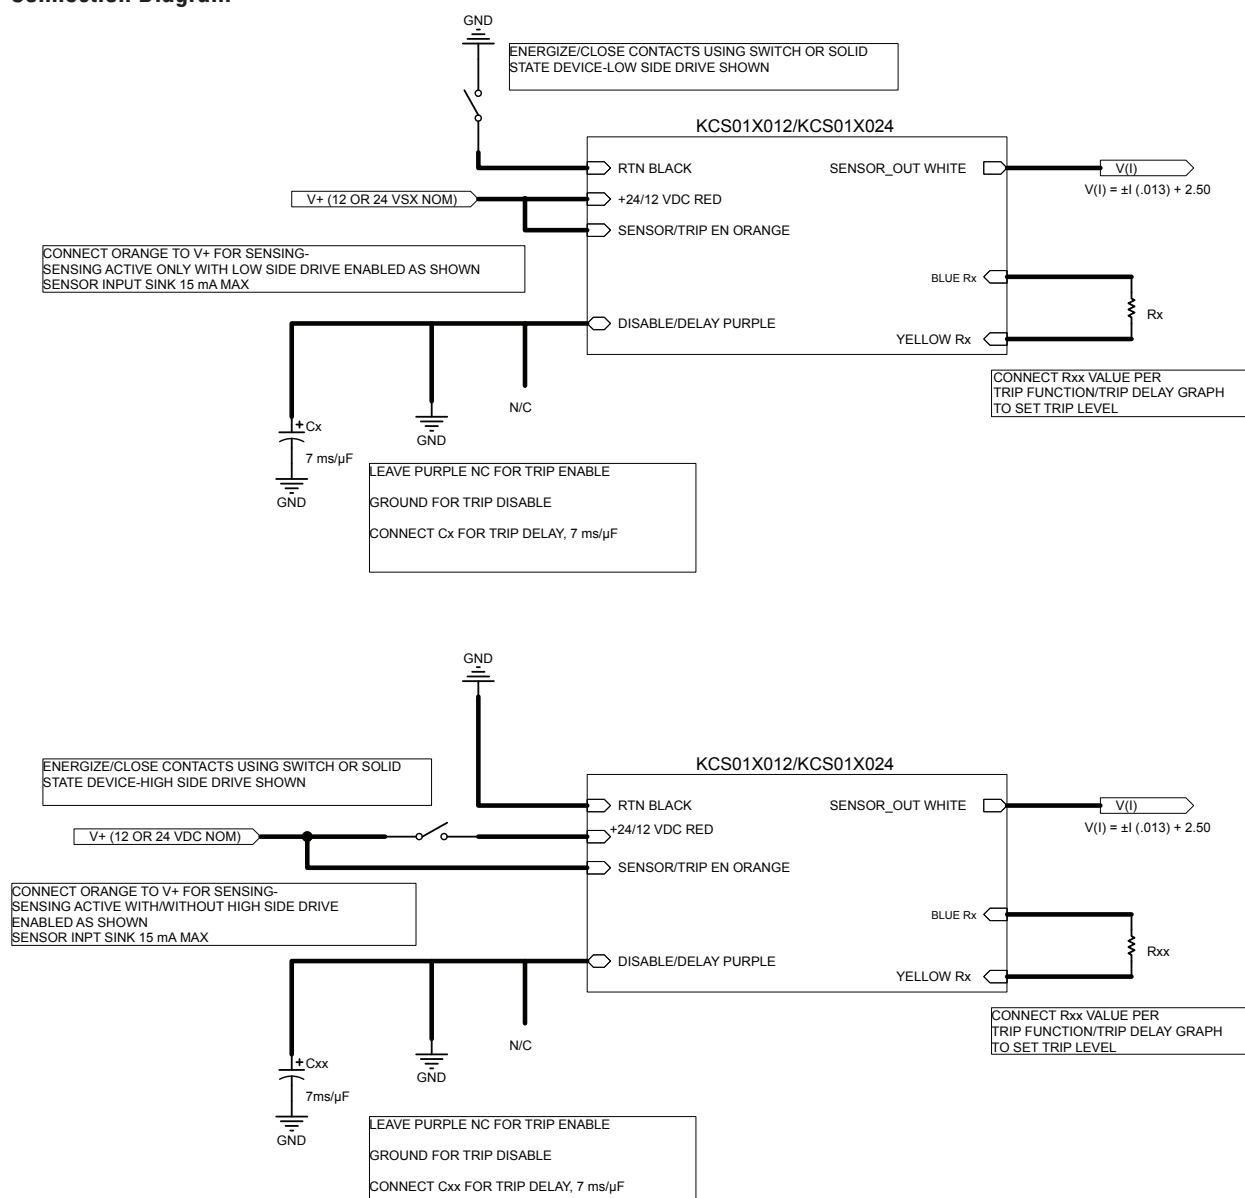 Connection Diagram
GND
ENERGIZE/CLOSE CONTACTS USING SWITCH OR SOLID
STATE DEVICE-LOW SIDE DRIVE SHOWN
KCS01X012/KCS01X024
RTN BLACK
SENSOR_OUT WHITE
V(I)
V(I) = ±I (.013) + 2.50
V+ (12 OR 24 VSX NOM)
+24/12 VDC RED
SENSOR/TRIP EN ORANGE
CONNECT ORANGE TO V+ FOR SENSING-
SENSING ACTIVE ONLY WITH LOW SIDE DRIVE ENABLED AS SHOWN
SENSOR INPUT SINK 15 mA MAX
BLUE Rx
Rx
DISABLE/DELAY PURPLE
YELLOW Rx
CONNECT Rxx VALUE PER
TRIP FUNCTION/TRIP DELAY GRAPH
TO SET TRIP LEVEL
N/C
+Cx
7 ms/µF
GND
GND
LEAVE PURPLE NC FOR TRIP ENABLE
GROUND FOR TRIP DISABLE
CONNECT Cx FOR TRIP DELAY, 7 ms/µF
GND
ENERGIZE/CLOSE CONTACTS USING SWITCH OR SOLID
STATE DEVICE-HIGH SIDE DRIVE SHOWN
KCS01X012/KCS01X024
RTN BLACK
SENSOR_OUT WHITE
V(I)
V(I) = ±I (.013) + 2.50
V+ (12 OR 24 VDC NOM)
+24/12 VDC RED
SENSOR/TRIP EN ORANGE
CONNECT ORANGE TO V+ FOR SENSING-
SENSING ACTIVE WITH/WITHOUT HIGH SIDE DRIVE
ENABLED AS SHOWN
SENSOR INPT SINK 15 mA MAX
BLUE Rx
Rxx
DISABLE/DELAY PURPLE
YELLOW Rx
CONNECT Rxx VALUE PER
TRIP FUNCTION/TRIP DELAY GRAPH
TO SET TRIP LEVEL
N/C
+Cxx
7ms/µF
GND
GND
LEAVE PURPLE NC FOR TRIP ENABLE
GROUND FOR TRIP DISABLE
CONNECT Cxx FOR TRIP DELAY, 7 ms/µF